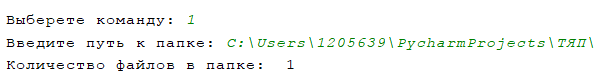 Выберете команду: 1
Введите путь к папке: C:\Users\1205639\PycharmProjects\ТЯП\
Количество файлов в папке:  1